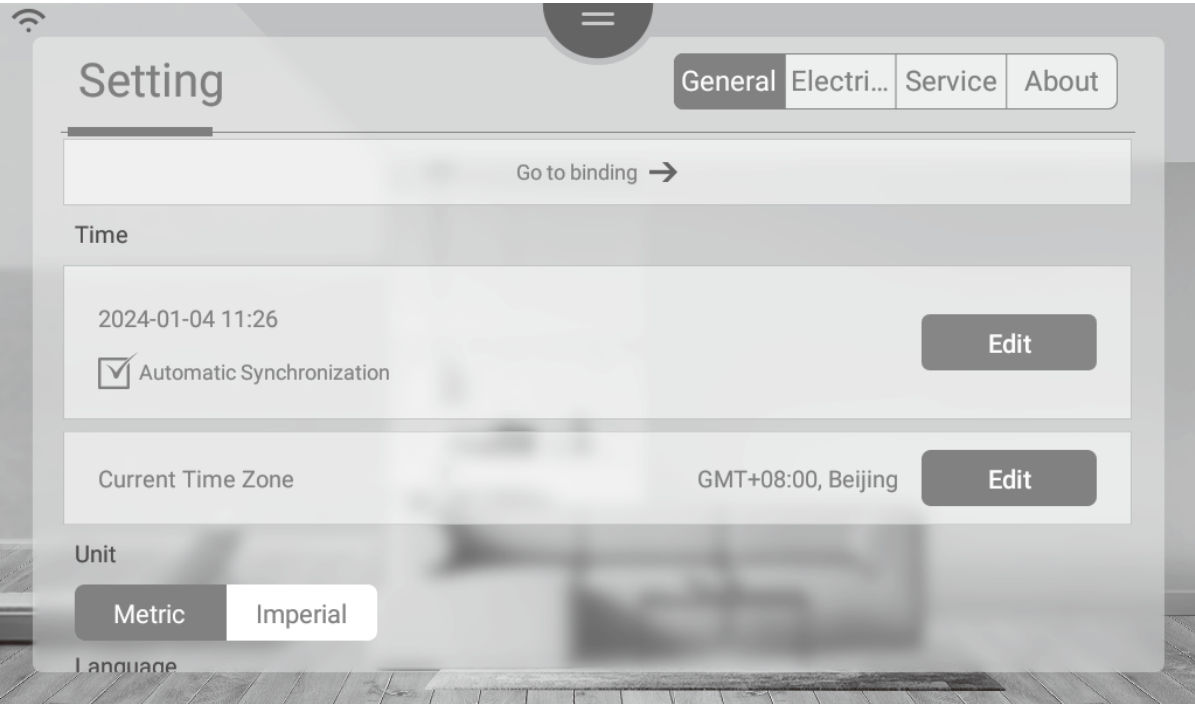 Setting
General Electri... Service About
Go to binding
Time
2024-01-04 11:26
Edit
Automatic Synchronization
Current Time Zone GMT+08:00, Beijing Edit
Unit
Metric Imperial
Language